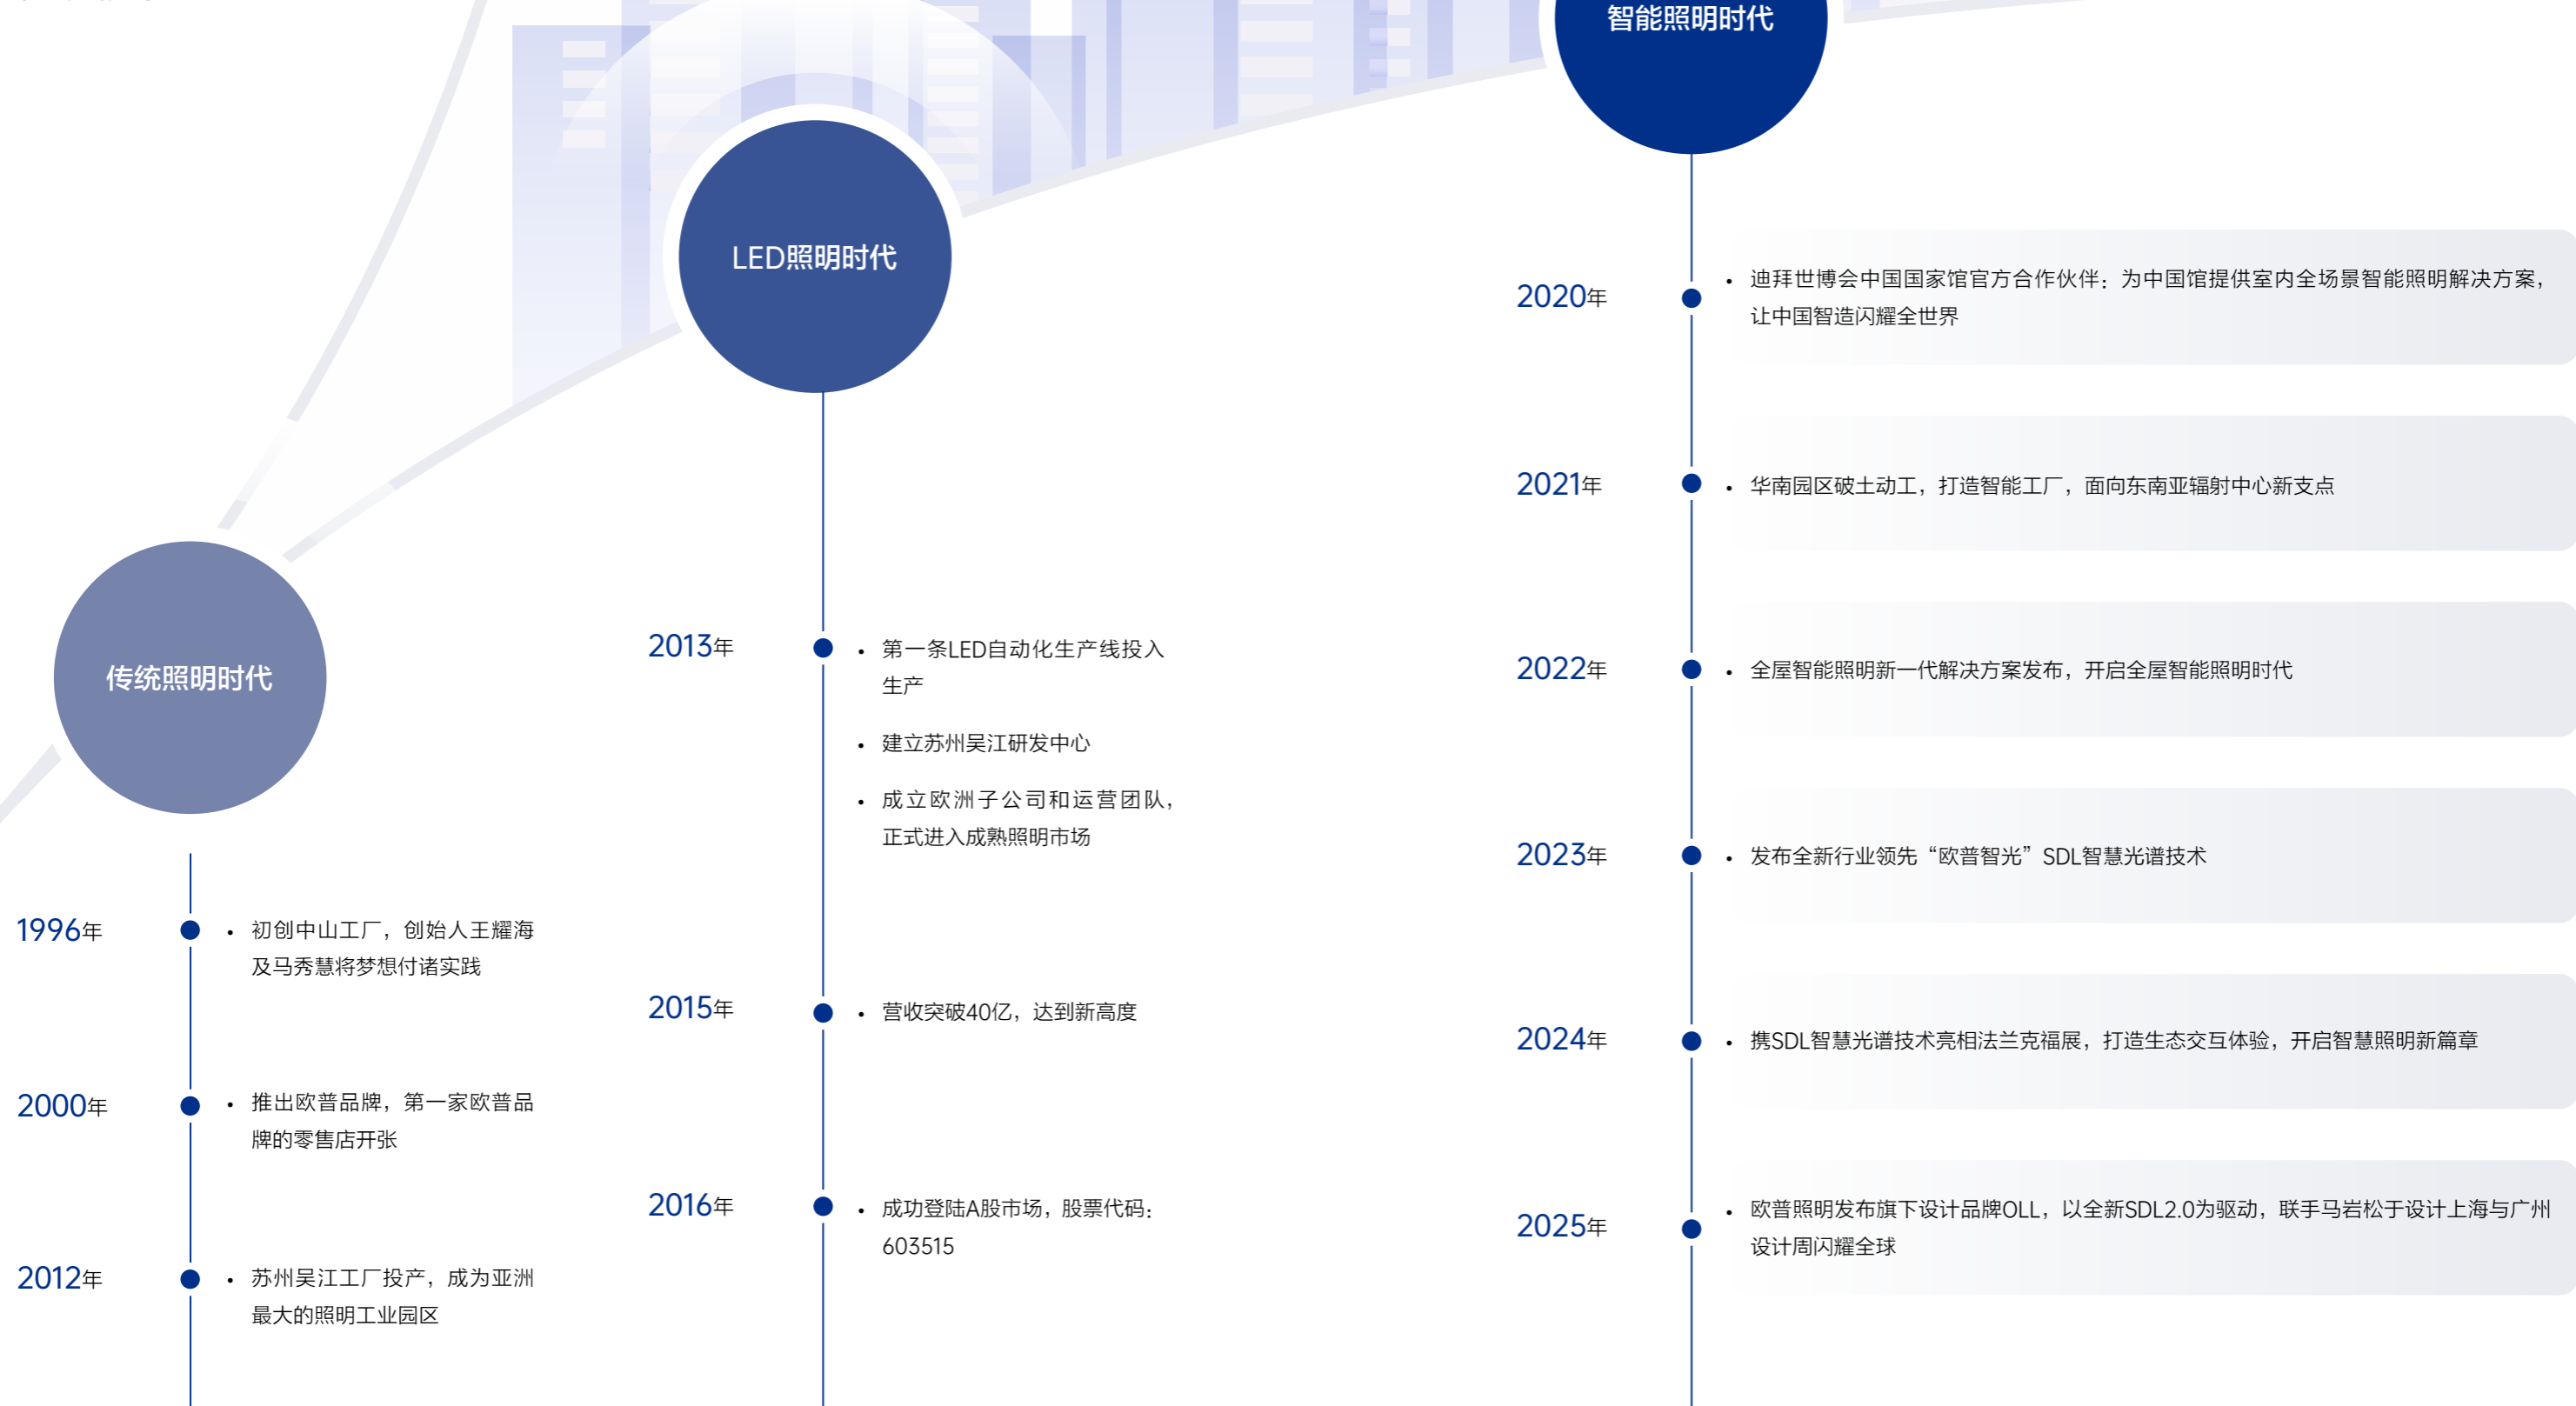 传统照明时代
1996年
初创中山工厂，创始人王耀海
及马秀慧将梦想付诸实践
2000年
推出欧普品牌，第一家欧普品
牌的零售店开张
2012年
苏州吴江工厂投产，成为亚洲
最大的照明工业园区
LED照明时代
2013年
第一条LED自动化生产线投入
生产
建立苏州吴江研发中心
成立欧洲子公司和运营团队，
正式进入成熟照明市场
2015年
营收突破40亿，达到新高度
2016年
成功登陆A股市场，股票代码：
603515
智能照明时代
2020年
迪拜世博会中国国家馆官方合作伙伴：为中国馆提供室内全场景智能照明解决方案，
让中国智造闪耀全世界
2021年
华南园区破土动工，打造智能工厂，面向东南亚辐射中心新支点
2022年
全屋智能照明新一代解决方案发布，开启全屋智能照明时代
2023年
发布全新行业领先“欧普智光”SDL智慧光谱技术
2024年
携SDL智慧光谱技术亮相法兰克福展，打造生态交互体验，开启智慧照明新篇章
2025年
欧普照明发布旗下设计品牌OLL，以全新SDL2.0为驱动，联手马岩松于设计上海与广州
设计周闪耀全球